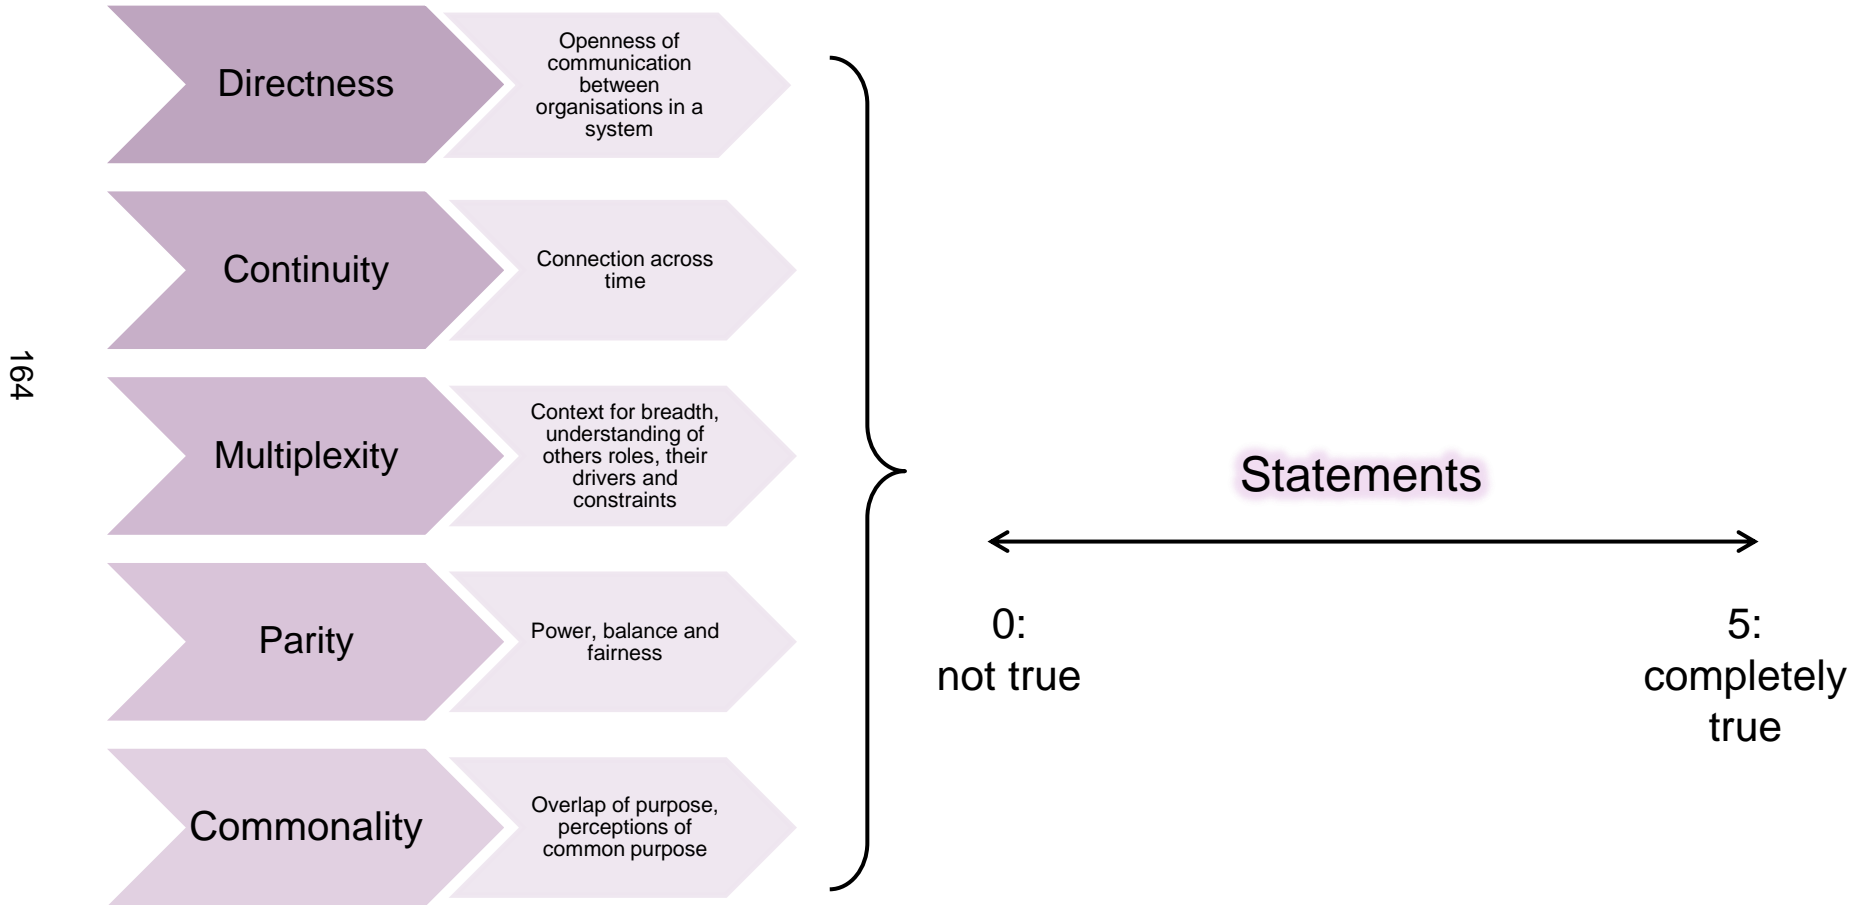 Directness
Openness of
communication
between
organisations in a
system
Continuity
Connection across
time
Multiplexity
Context for breadth,
understanding of
others roles, their
drivers and
constraints
Parity
Power, balance and
fairness
Commonality
Overlap of purpose,
perceptions of
common purpose
Statements
0:
not true
5:
completely
true
164